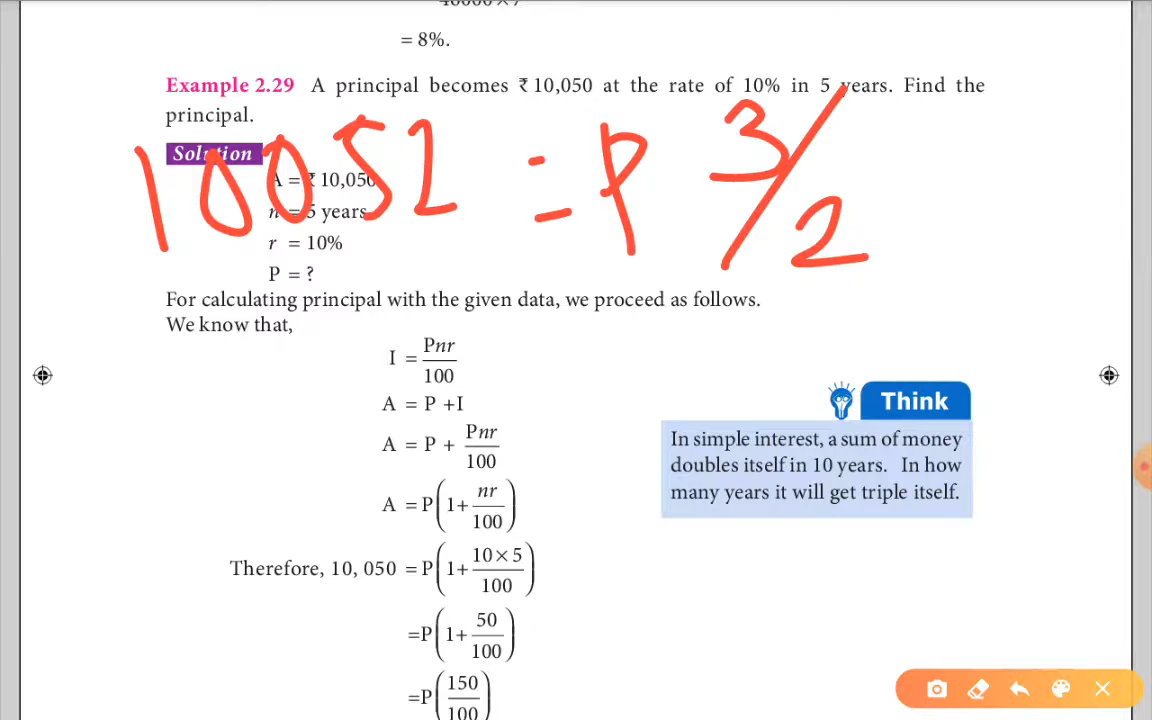 = 8%.
Example 2.29 A principal becomes ₹10,050 at the rate of 10% in 5 years. Find the
principal.
10052 = P 3/2
Solution
A = ₹ 10,050
n = 5 years
r = 10%
P = ?
For calculating principal with the given data, we proceed as follows.
We know that,
I = Pnr/100
A = P +I
A = P + Pnr/100
A = P(1+ nr/100)
Therefore, 10, 050 = P(1+ 10×5/100)
=P(1+ 50/100)
=P(150/100)
Think
In simple interest, a sum of money
doubles itself in 10 years. In how
many years it will get triple itself.